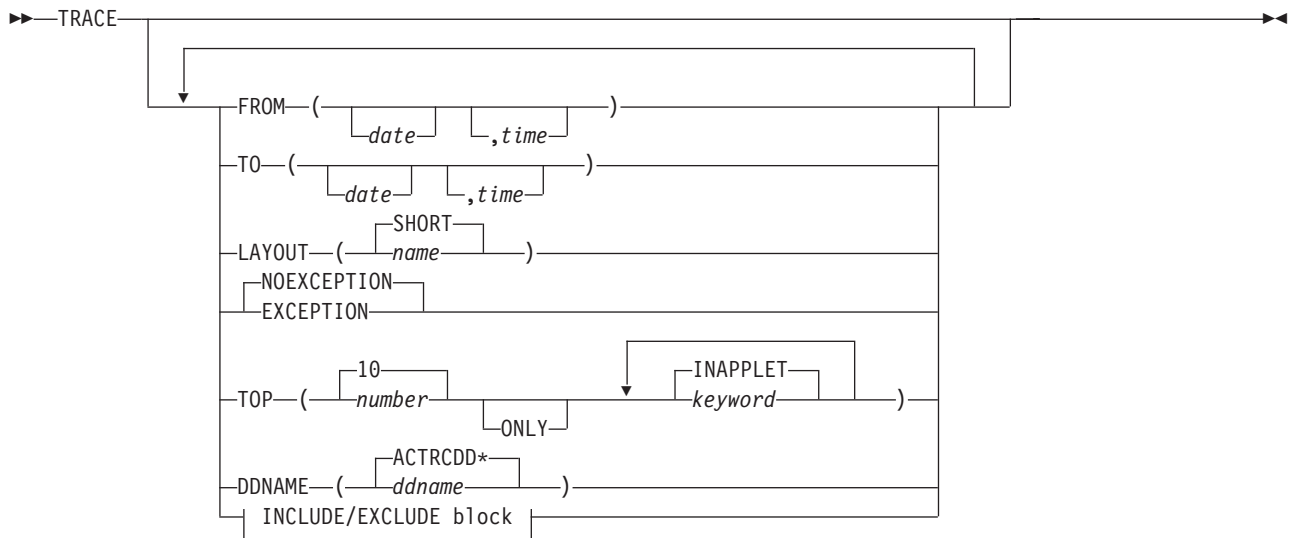 TRACE
FROM ( )
date ,time
TO ( )
date ,time
SHORT
LAYOUT ( name )
NOEXCEPTION
EXCEPTION
10 INAPPLET
TOP ( number keyword )
ONLY
ACTRCDD*
DDNAME ( ddname )
INCLUDE/EXCLUDE block